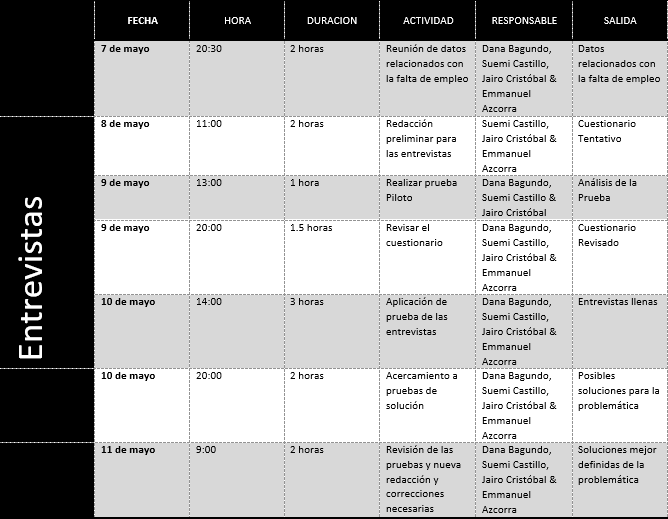 FECHA HORA DURACION ACTIVIDAD RESPONSABLE SALIDA
7 de mayo 20:30 2 horas Reunión de datos Dana Bagundo, Datos
relacionados con Suemi Castillo, relacionados con
la falta de empleo Jairo Cristóbal & la falta de empleo
Emmanuel
Azcorra
Entrevistas
8 de mayo 11:00 2 horas Redacción Suemi Castillo, Cuestionario
preliminar para Jairo Cristóbal & Tentativo
las entrevistas Emmanuel
Azcorra
9 de mayo 13:00 1 hora Realizar prueba Dana Bagundo, Análisis de la
Piloto Suemi Castillo & Prueba
Jairo Cristóbal
9 de mayo 20:00 1.5 horas Revisar el Dana Bagundo, Cuestionario
cuestionario Suemi Castillo, Revisado
Jairo Cristóbal &
Emmanuel
Azcorra
10 de mayo 14:00 3 horas Aplicación de Dana Bagundo, Entrevistas llenas
prueba de las Suemi Castillo,
entrevistas Jairo Cristóbal &
Emmanuel
Azcorra
10 de mayo 20:00 2 horas Acercamiento a Dana Bagundo, Posibles
pruebas de Suemi Castillo, soluciones para la
solución Jairo Cristóbal & problemática
Emmanuel
Azcorra
11 de mayo 9:00 2 horas Revisión de las Dana Bagundo, Soluciones mejor
pruebas y nueva Suemi Castillo, definidas de la
redacción y Jairo Cristóbal & problemática
correcciones Emmanuel
necesarias Azcorra